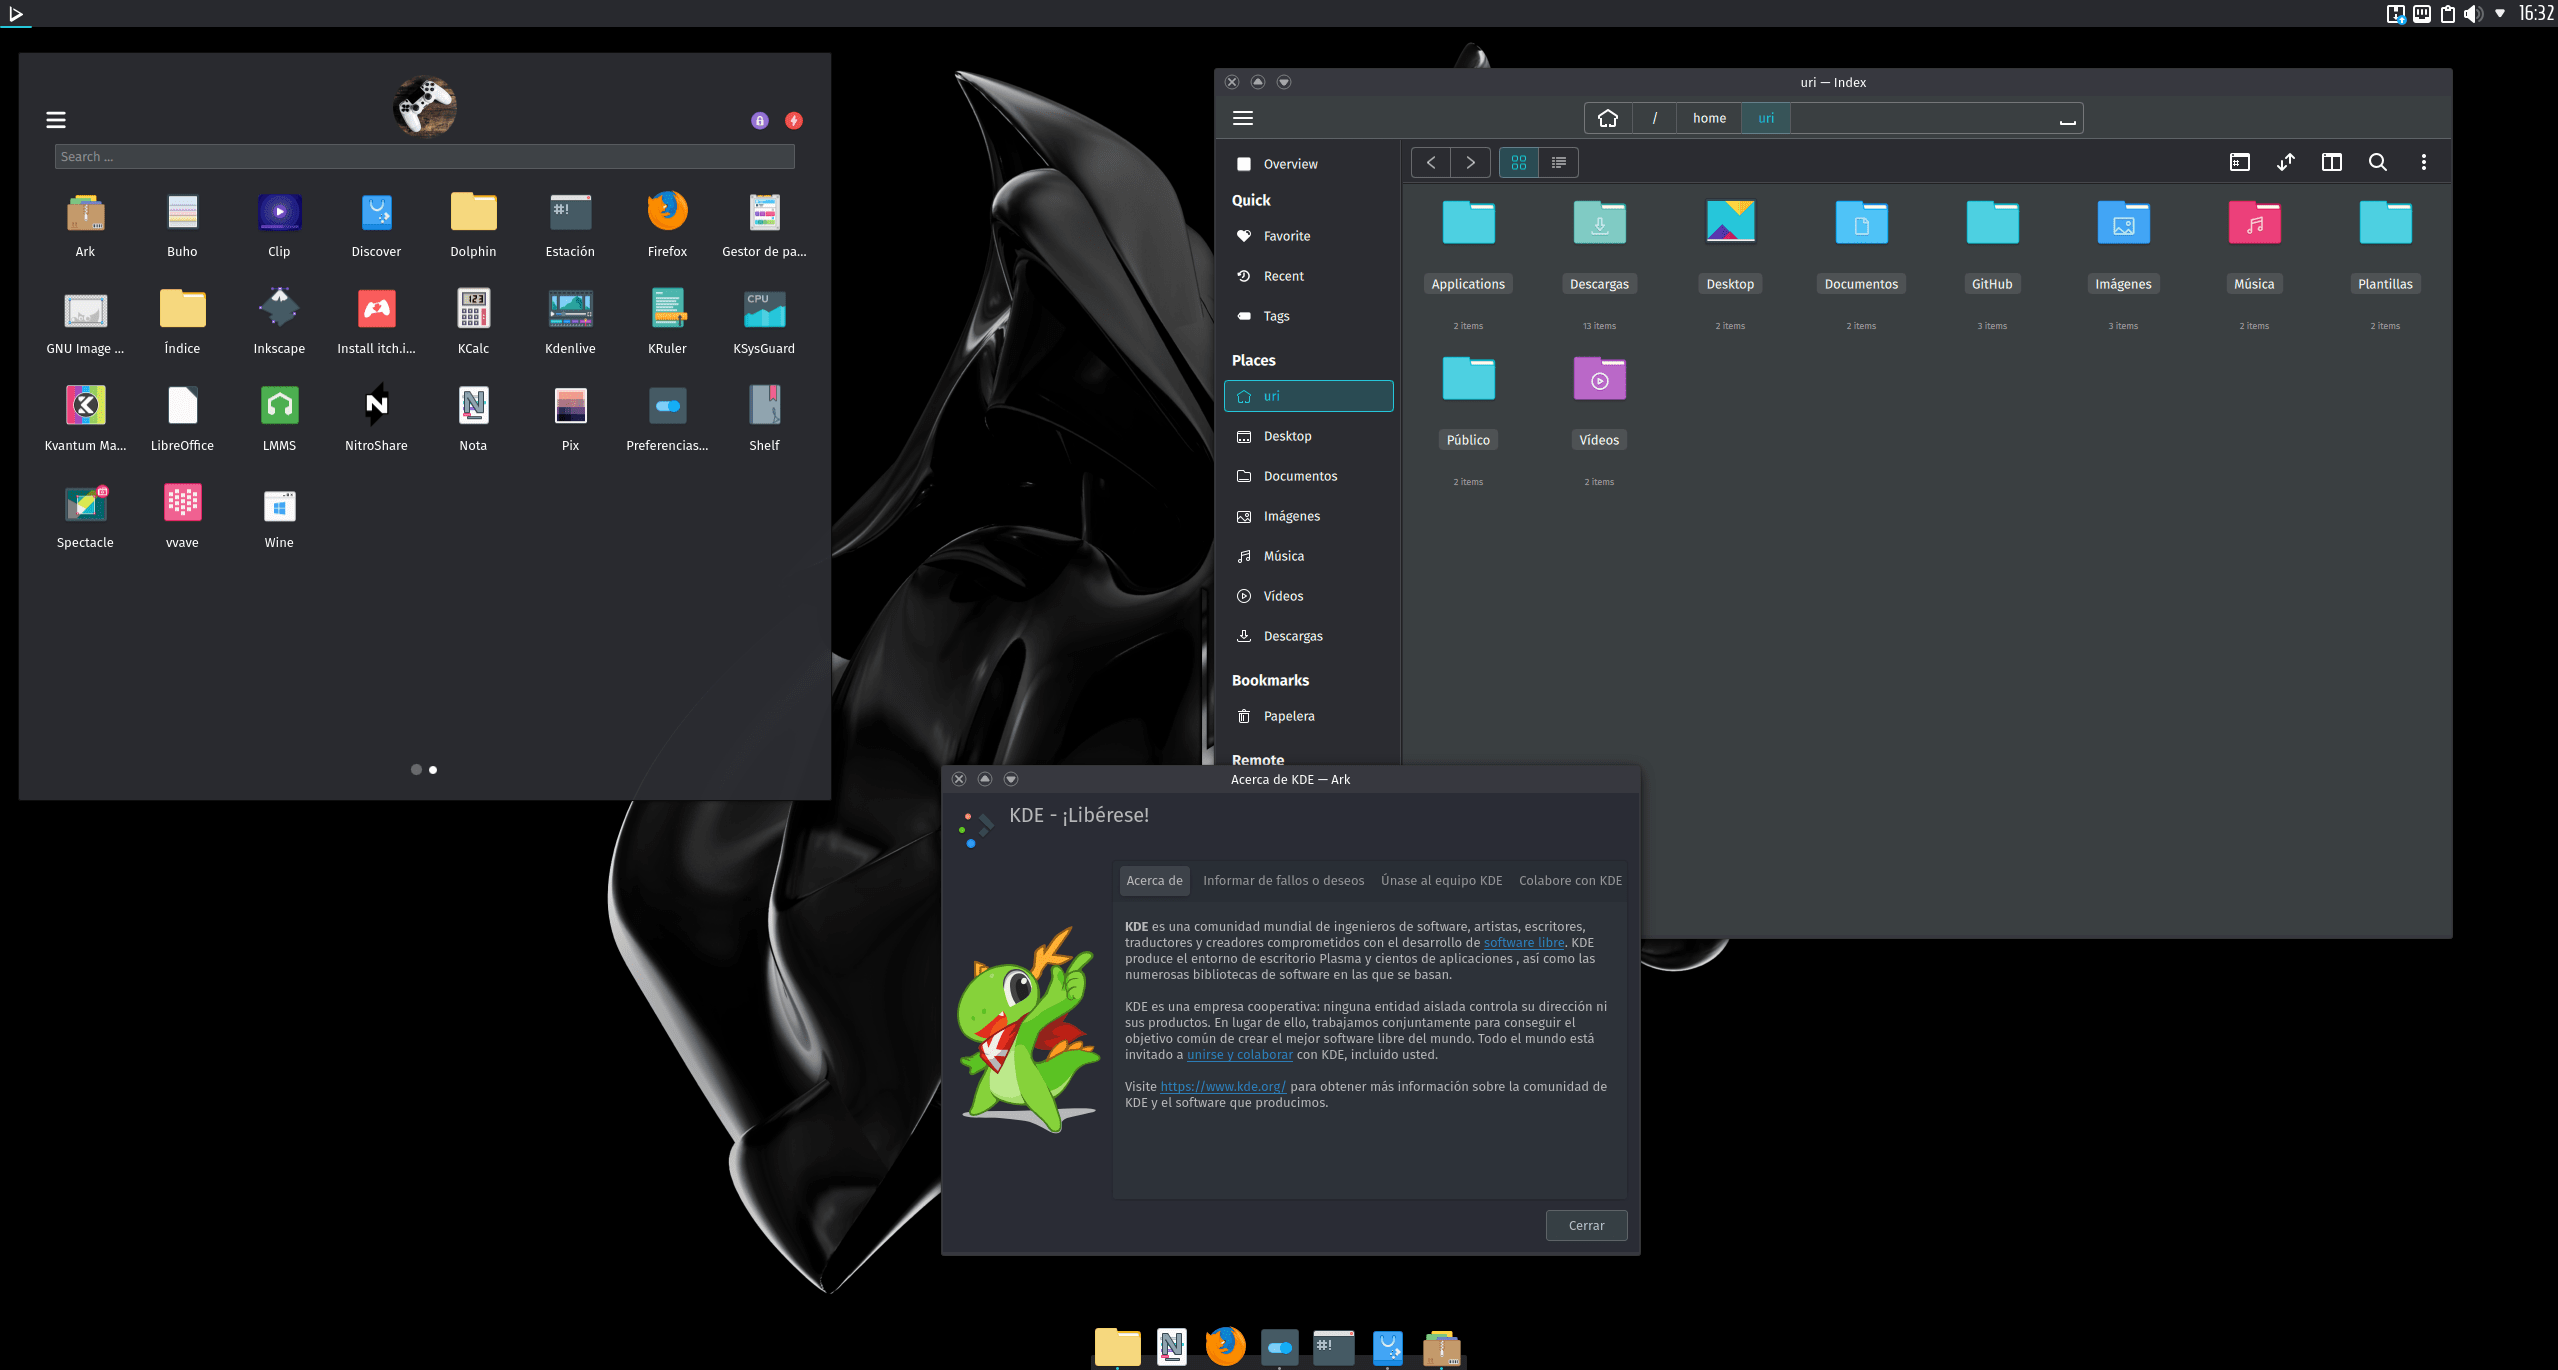 16:32
Search ...
Ark
Buho
Clip
Discover
Dolphin
#!
Estación
Firefox
Gestor de pa...
GNU Image ...
Índice
Inkscape
Install itch.i...
123
KCalc
Kdenlive
KRuler
CPU
KSysGuard
Kvantum Ma...
LibreOffice
LMMS
NitroShare
Nota
Pix
Preferencias...
Shelf
Spectacle
vvave
Wine
uri — Index
/ home uri
Overview
Quick
Favorite
Recent
Tags
Places
uri
Desktop
Documentos
Imágenes
Música
Vídeos
Descargas
Bookmarks
Papelera
Remote
Applications
2 items
Descargas
13 items
Desktop
2 items
Documentos
2 items
GitHub
3 items
Imágenes
3 items
Música
2 items
Plantillas
2 items
Público
2 items
Vídeos
2 items
Acerca de KDE — Ark
KDE - ¡Libérese!
Acerca de Informar de fallos o deseos Únase al equipo KDE Colabore con KDE
KDE es una comunidad mundial de ingenieros de software, artistas, escritores,
traductores y creadores comprometidos con el desarrollo de software libre. KDE
produce el entorno de escritorio Plasma y cientos de aplicaciones , así como las
numerosas bibliotecas de software en las que se basan.
KDE es una empresa cooperativa: ninguna entidad aislada controla su dirección ni
sus productos. En lugar de ello, trabajamos conjuntamente para conseguir el
objetivo común de crear el mejor software libre del mundo. Todo el mundo está
invitado a unirse y colaborar con KDE, incluido usted.
Visite https://www.kde.org/ para obtener más información sobre la comunidad de
KDE y el software que producimos.
Cerrar
#!